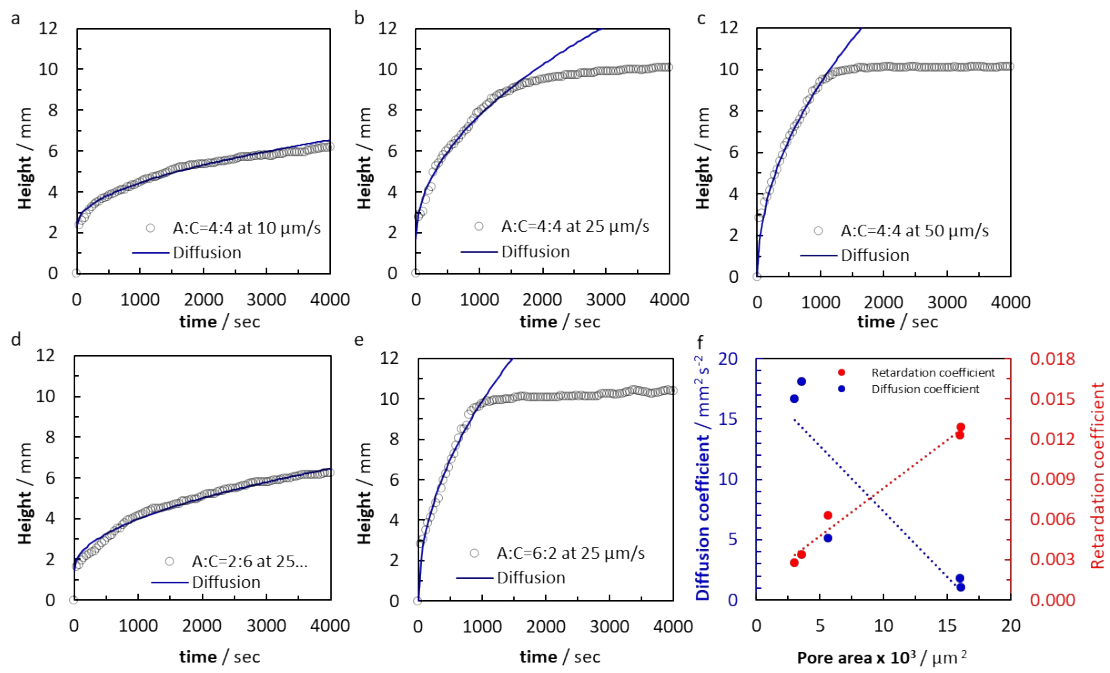 a
12
10
8
6
4
2
0
Height / mm
A:C=4:4 at 10 µm/s
Diffusion
0 1000 2000 3000 4000
time / sec
b
12
10
8
6
4
2
0
Height / mm
A:C=4:4 at 25 µm/s
Diffusion
0 1000 2000 3000 4000
time / sec
c
12
10
8
6
4
2
0
Height / mm
A:C=4:4 at 50 µm/s
Diffusion
0 1000 2000 3000 4000
time / sec
d
12
10
8
6
4
2
0
Height / mm
A:C=2:6 at 25...
Diffusion
0 1000 2000 3000 4000
time / sec
e
12
10
8
6
4
2
0
Height / mm
A:C=6:2 at 25 µm/s
Diffusion
0 1000 2000 3000 4000
time / sec
f
20
15
10
5
0
Diffusion coefficient / mm² s⁻²
Retardation coefficient
Diffusion coefficient
0.018
0.015
0.012
0.009
0.006
0.003
0.000
Retardation coefficient
0 5 10 15 20
Pore area x 10³ / µm²